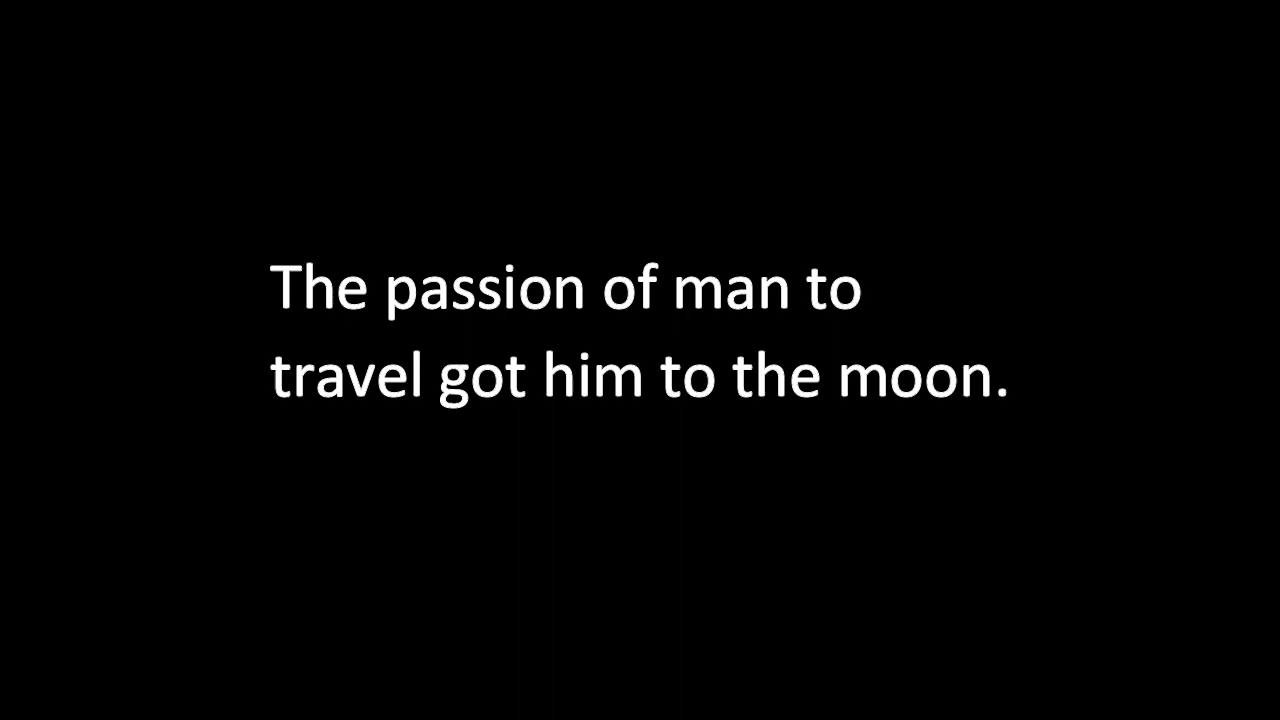 The passion of man to
travel got him to the moon.